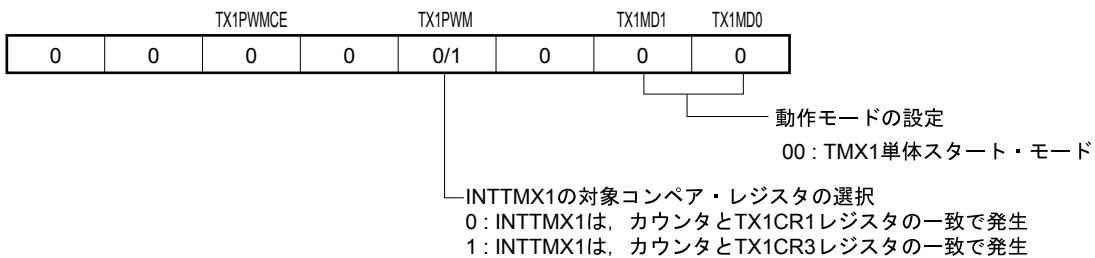 TX1PWMCE TX1PWM TX1MD1 TX1MD0
0 0 0 0 0/1 0 0 0
動作モードの設定
00 : TMX1単体スタート・モード
INTTMX1の対象コンペア・レジスタの選択
0 : INTTMX1は，カウンタとTX1CR1レジスタの一致で発生
1 : INTTMX1は，カウンタとTX1CR3レジスタの一致で発生